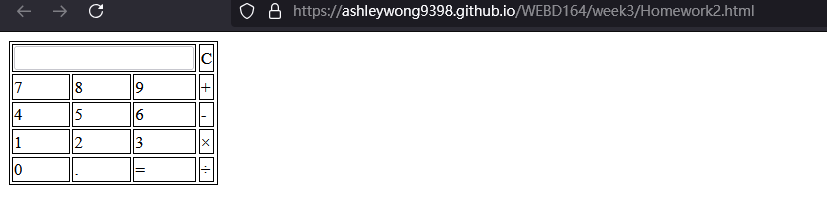 https://ashleywong9398.github.io/WEBD164/week3/Homework2.html
C
7 8 9 +
4 5 6 -
1 2 3 ×
0 . = ÷